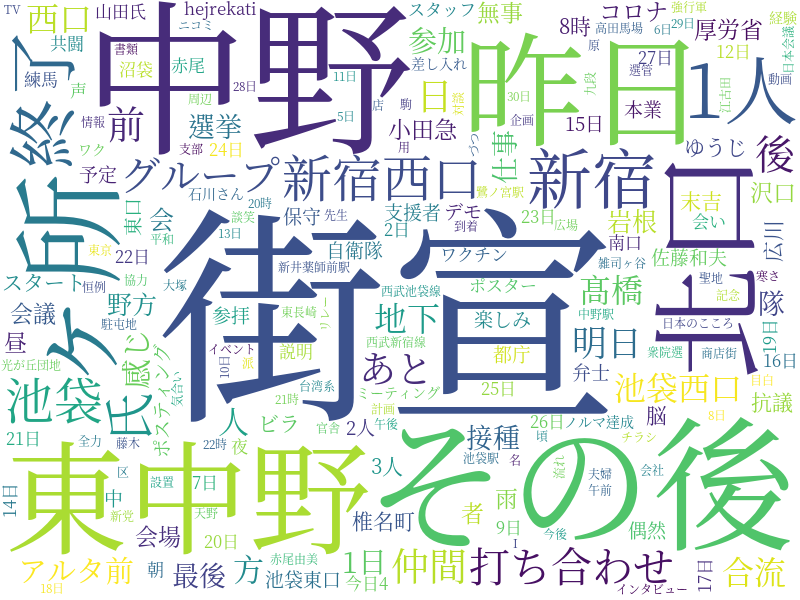 TV
山田氏
hejrekati
スタッフ
無事
コロナ
強行軍
経験
共闘
ニコミ
8時
高田馬場
6日
29日
日本会議
書類
沼袋
赤尾
中野
参加
厚労省
練馬
西口
差し入れ
27日
原
12日
声
周辺
28日
11日
店
駒
日
昨日
選管
九段
江古田
動画
情報
前
選挙
5日
小田急
対談
30日
企画
本業
1人
終了
ワク
支部
24日
用
15日
づつ
予定
グループ
新宿西口
仕事
新宿
ゆうじ
後
石川さん
20時
鷺ノ宮駅
末吉
沢口
東口
会
談笑
保守
先生
支援者
デモ
23日
広場
岩根
会い
広川
東京
平和
13日
2日
到着
南口
22日
自衛隊
ワクチン
佐藤和夫
スタート
協力
新井薬師前駅
雑司ヶ谷
聖地
寒さ
恒例
大塚
西武池袋線
ポスター
高橋
隊
ヶ所
街宣
野方
東長崎
リレー
中野駅
記念
会議
駐屯地
参拝
地下
楽しみ
日本のこころ
19日
西武新宿線
昼
感じ
イベント
説明
都庁
明日
衆院選
商店街
16日
光が丘団地
ポスティング
気合い
10日
派
あと
弁士
池袋
氏
台湾系
ミーティング
25日
池袋西口
目白
人
21時
計画
脳
抗議
ビラ
官舎
26日
ノルマ達成
8日
21日
全力
藤木
22時
夜
2人
午後
接種
頃
チラシ
東中野
その後
3人
池袋駅
名
流れ
夫婦
会社
14日
区
設置
7日
雨
午前
中
新党
天野
椎名町
者
9日
今後
偶然
会場
20日
赤尾由美
1日
仲間
打ち合わせ
I
17日
合流
アルタ前
朝
最後
方
池袋東口
今日4
インタビュー
18日